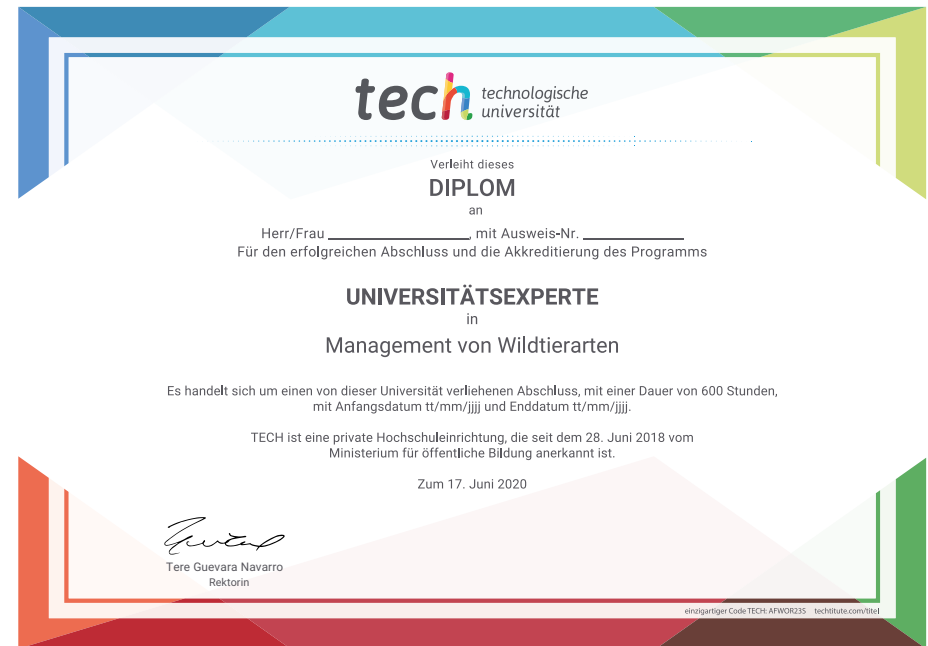 tech technologische
universität
Verleiht dieses
DIPLOM
an
Herr/Frau ____________________, mit Ausweis-Nr. ______________
Für den erfolgreichen Abschluss und die Akkreditierung des Programms
UNIVERSITÄTSEXPERTE
in
Management von Wildtierarten
Es handelt sich um einen von dieser Universität verliehenen Abschluss, mit einer Dauer von 600 Stunden,
mit Anfangsdatum tt/mm/jjjj und Enddatum tt/mm/jjjj.
TECH ist eine private Hochschuleinrichtung, die seit dem 28. Juni 2018 vom
Ministerium für öffentliche Bildung anerkannt ist.
Zum 17. Juni 2020
Tere Guevara Navarro
Rektorin
einzigartiger Code TECH: AFWOR23S techtitute.com/titel